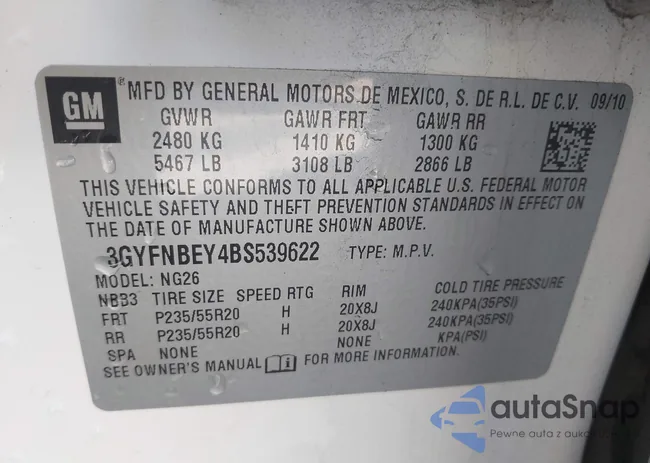 GM
® MFD BY GENERAL MOTORS DE MEXICO, S. DE R.L. DE C.V. 09/10
GVWR GAWR FRT GAWR RR
2480 KG 1410 KG 1300 KG
5467 LB 3108 LB 2866 LB
THIS VEHICLE CONFORMS TO ALL APPLICABLE U.S. FEDERAL MOTOR
VEHICLE SAFETY AND THEFT PREVENTION STANDARDS IN EFFECT ON
THE DATE OF MANUFACTURE SHOWN ABOVE.
3GYFNBEY4BS539622 TYPE: M.P.V.
MODEL: NG26
NB33 TIRE SIZE SPEED RTG RIM COLD TIRE PRESSURE
FRT P235/55R20 H 20X8J 240KPA(35PSI)
RR P235/55R20 H 20X8J 240KPA(35PSI)
SPA NONE NONE KPA(PSI)
SEE OWNER'S MANUAL i FOR MORE INFORMATION.
autaSnap
Pewne auta z aukcji